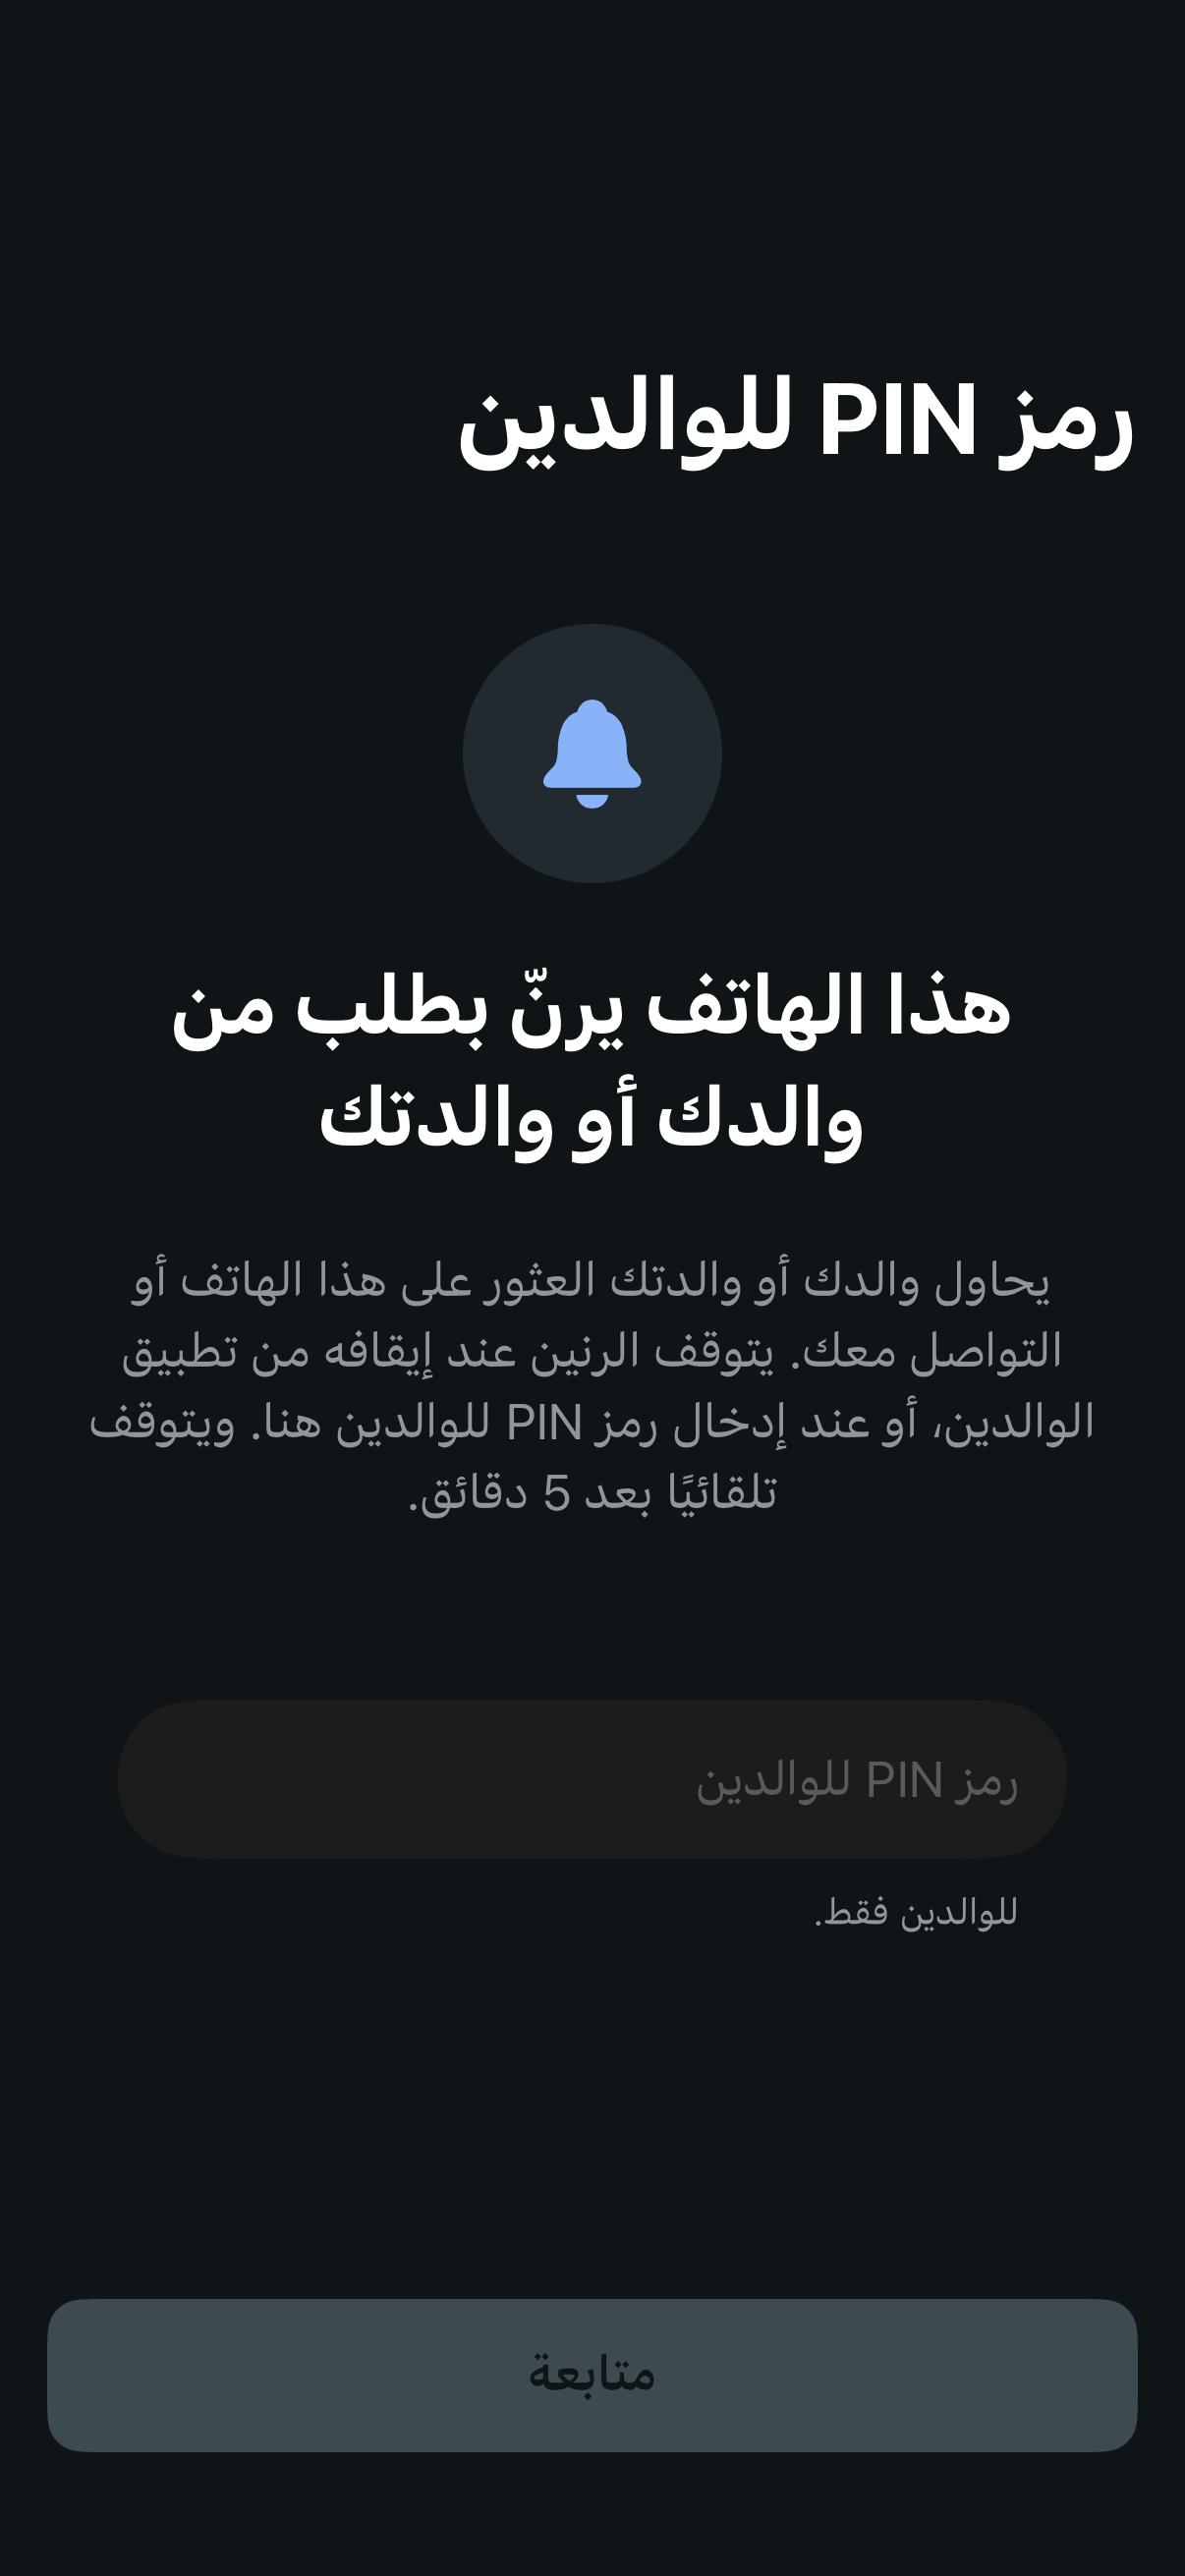 رمز PIN للوالدين
هذا الهاتف يرنّ بطلب من
والدك أو والدتك
يحاول والدك أو والدتك العثور على هذا الهاتف أو
التواصل معك. يتوقف الرنين عند إيقافه من تطبيق
الوالدين، أو عند إدخال رمز PIN للوالدين هنا. ويتوقف
تلقائيًا بعد 5 دقائق.
رمز PIN للوالدين
للوالدين فقط.
متابعة